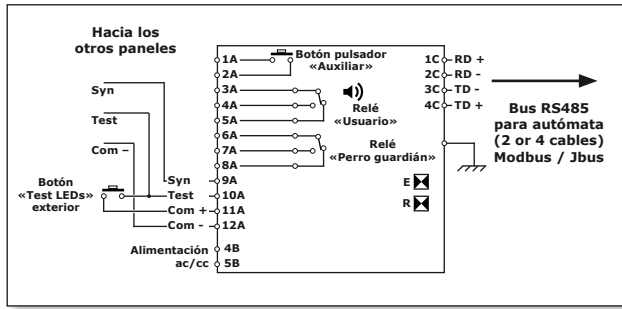 Hacia los
otros paneles
Syn
Test
Com –
Botón
«Test LEDs»
exterior
Syn
Test
Com +
Com -
Alimentación
ac/cc
1A
2A
3A
4A
5A
6A
7A
8A
9A
10A
11A
12A
4B
5B
Botón pulsador
«Auxiliar»
Relé
«Usuario»
Relé
«Perro guardián»
E
R
1C RD +
2C RD -
3C TD -
4C TD +
Bus RS485
para autómata
(2 or 4 cables)
Modbus / Jbus